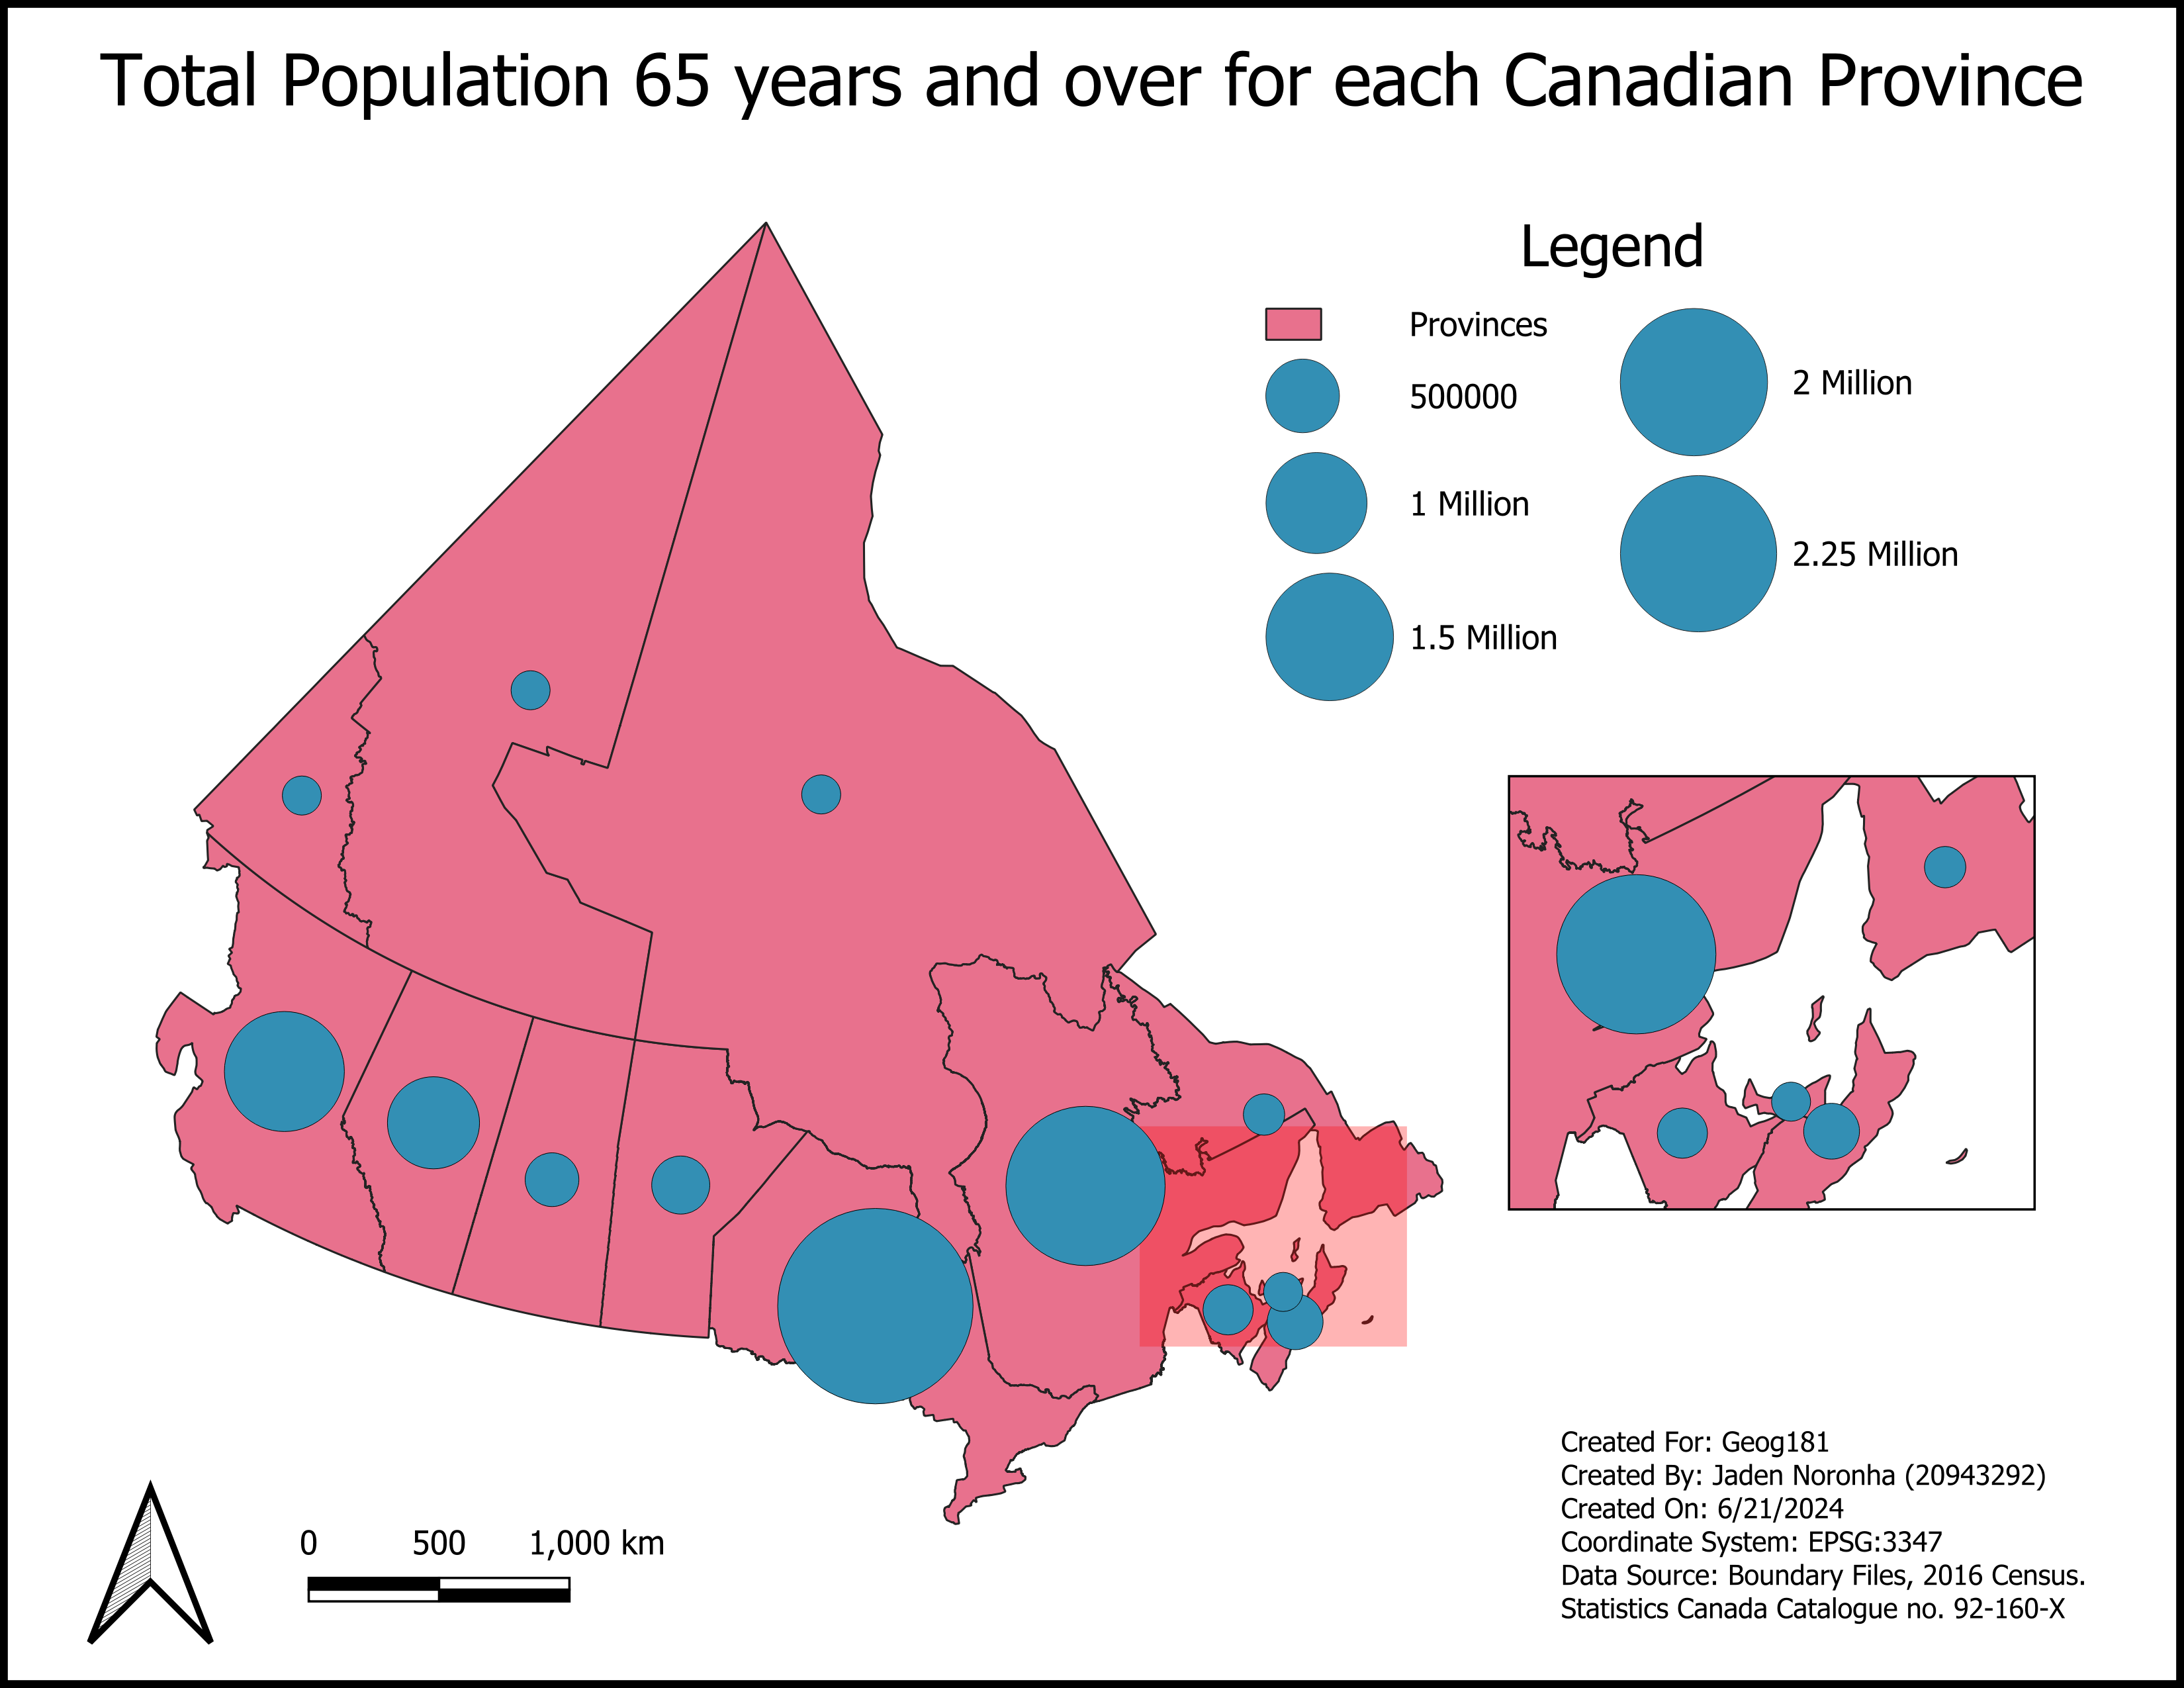 Total Population 65 years and over for each Canadian Province
Legend
Provinces
500000
1 Million
1.5 Million
2 Million
2.25 Million
0 500 1,000 km
Created For: Geog181
Created By: Jaden Noronha (20943292)
Created On: 6/21/2024
Coordinate System: EPSG:3347
Data Source: Boundary Files, 2016 Census.
Statistics Canada Catalogue no. 92-160-X